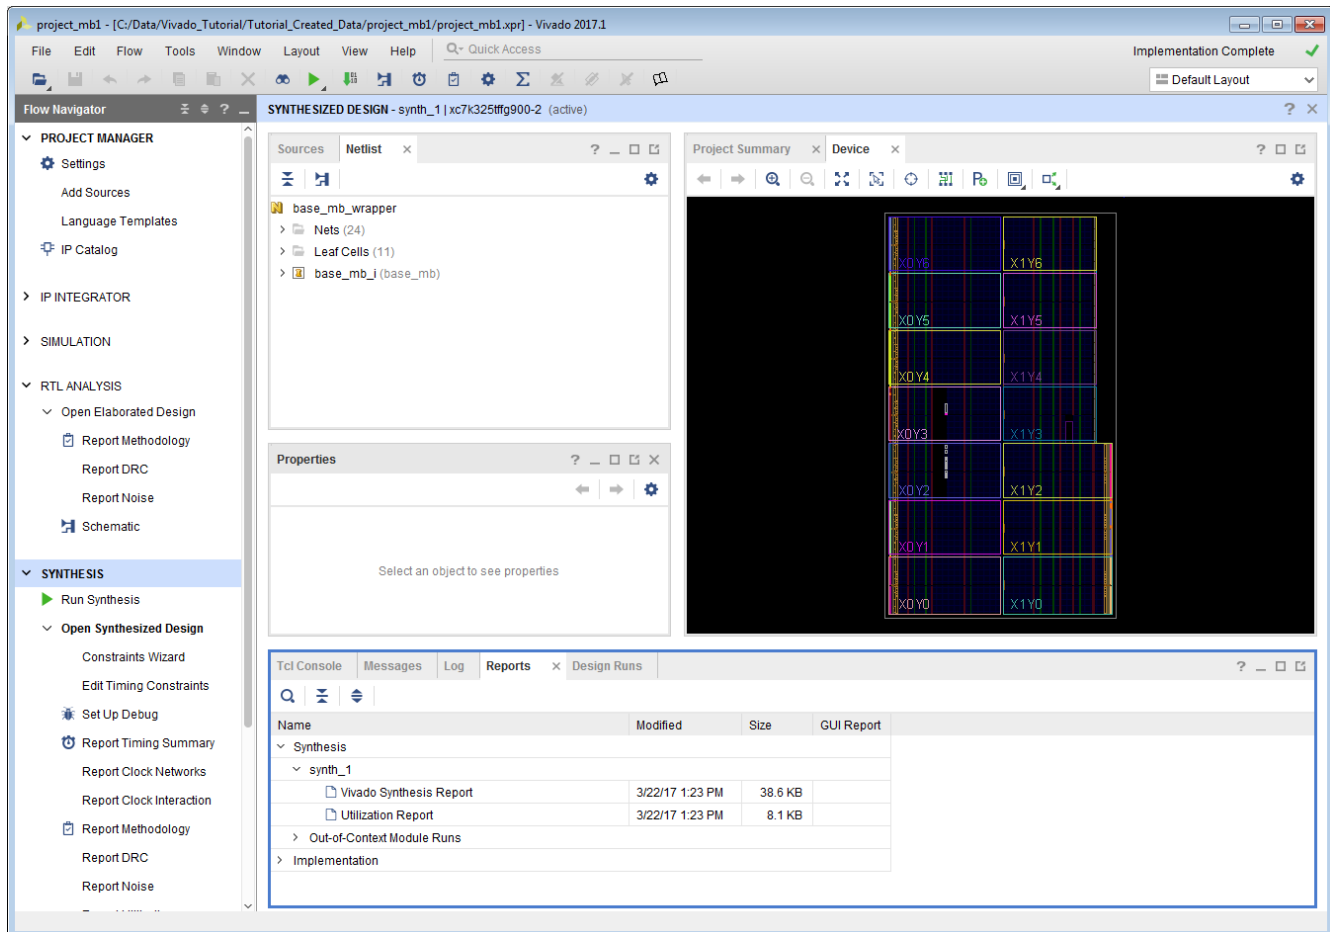 project_mb1 - [C:/Data/Vivado_Tutorial/Tutorial_Created_Data/project_mb1/project_mb1.xpr] - Vivado 2017.1
File Edit Flow Tools Window Layout View Help Quick Access
Implementation Complete
Default Layout
Flow Navigator
PROJECT MANAGER
Settings
Add Sources
Language Templates
IP Catalog
IP INTEGRATOR
SIMULATION
RTL ANALYSIS
Open Elaborated Design
Report Methodology
Report DRC
Report Noise
Schematic
SYNTHESIS
Run Synthesis
Open Synthesized Design
Constraints Wizard
Edit Timing Constraints
Set Up Debug
Report Timing Summary
Report Clock Networks
Report Clock Interaction
Report Methodology
Report DRC
Report Noise
SYNTHESIZED DESIGN - synth_1 | xc7k325tffg900-2 (active)
Sources Netlist
base_mb_wrapper
Nets (24)
Leaf Cells (11)
base_mb_i (base_mb)
Properties
Select an object to see properties
Project Summary Device
X0Y6 X1Y6
X0Y5 X1Y5
X0Y4 X1Y4
X0Y3 X1Y3
X0Y2 X1Y2
X0Y1 X1Y1
X0Y0 X1Y0
Tcl Console Messages Log Reports Design Runs
Name Modified Size GUI Report
Synthesis
synth_1
Vivado Synthesis Report 3/22/17 1:23 PM 38.6 KB
Utilization Report 3/22/17 1:23 PM 8.1 KB
Out-of-Context Module Runs
Implementation